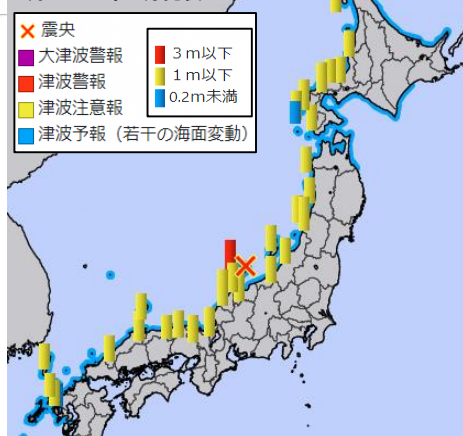 震央
大津波警報
津波警報
津波注意報
津波予報（若干の海面変動）
３ｍ以下
１ｍ以下
0.2m未満